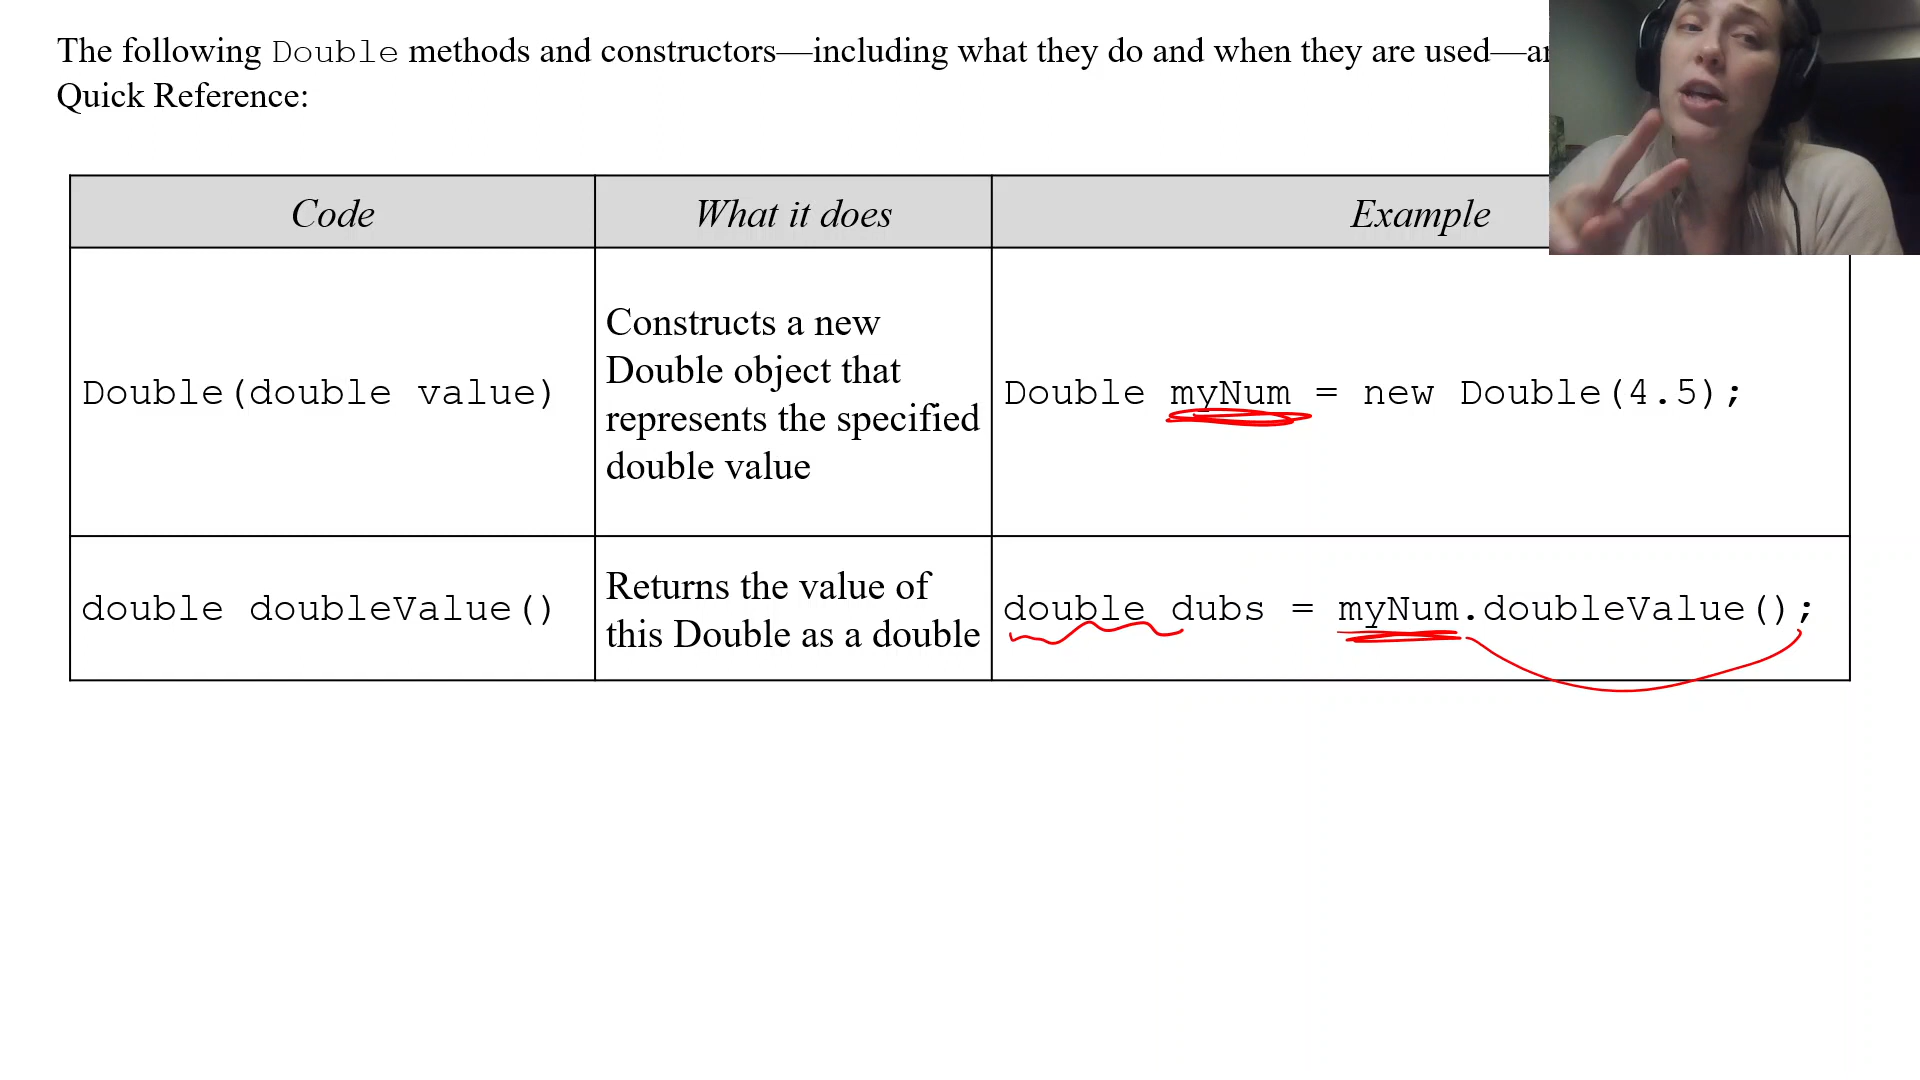 The following Double methods and constructors—including what they do and when they are used—
Quick Reference:
Code
What it does
Example
Double(double value)
Constructs a new
Double object that
represents the specified
double value
Double myNum = new Double(4.5);
double doubleValue()
Returns the value of
this Double as a double
double dubs = myNum.doubleValue();